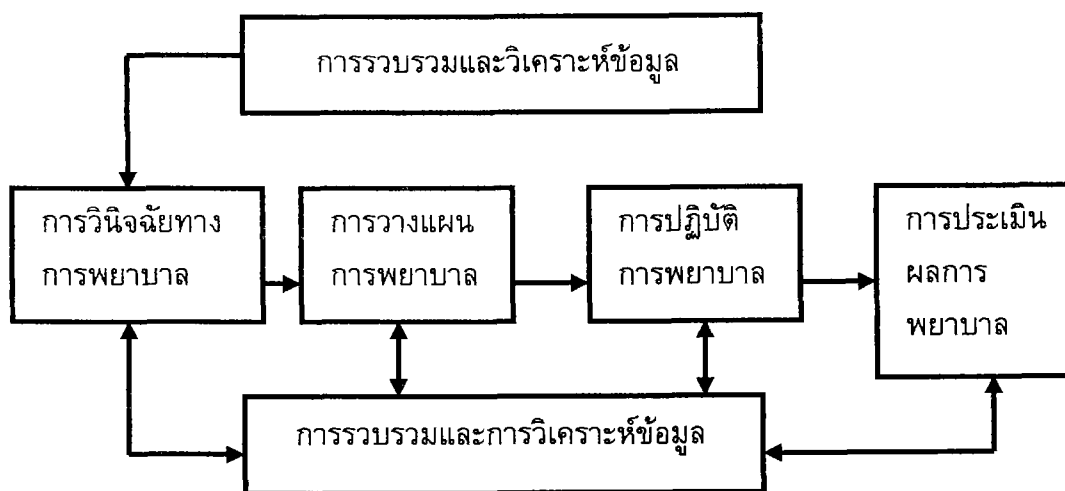 การรวบรวมและวิเคราะห์ข้อมูล
การวินิจฉัยทาง
การพยาบาล
การวางแผน
การพยาบาล
การปฏิบัติ
การพยาบาล
การประเมิน
ผลการ
พยาบาล
การรวบรวมและการวิเคราะห์ข้อมูล